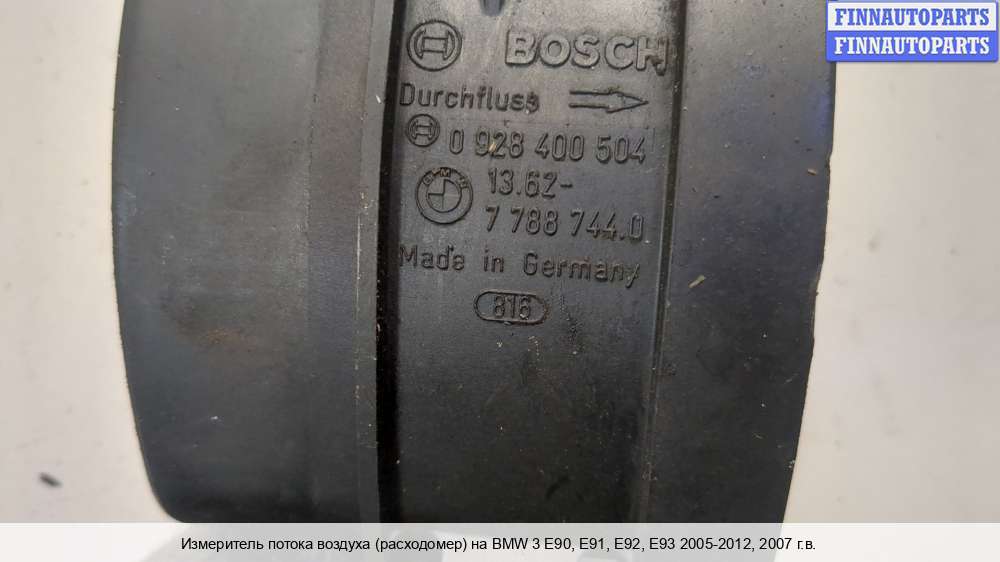 FINNAUTOPARTS
FINNAUTOPARTS
BOSCH
Durchfluss
0 928 400 504
BMW
13.62-
7 788 744.0
Made in Germany
816
Измеритель потока воздуха (расходомер) на BMW 3 E90, E91, E92, E93 2005-2012, 2007 г.в.